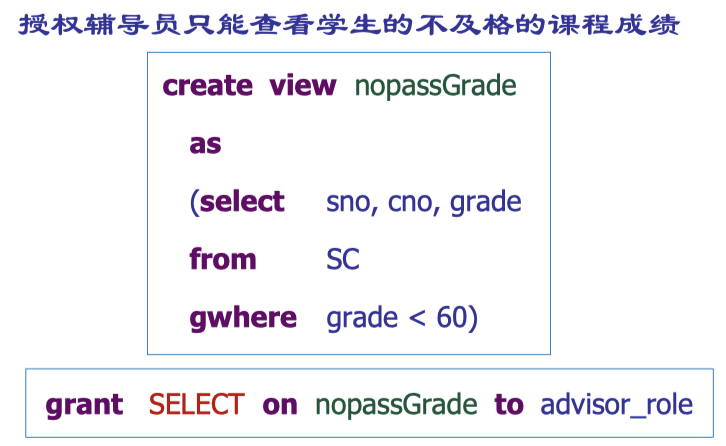 授权辅导员只能查看学生的不及格的课程成绩
create view nopassGrade
as
(select sno, cno, grade
from SC
gwhere grade < 60)
grant SELECT on nopassGrade to advisor_role